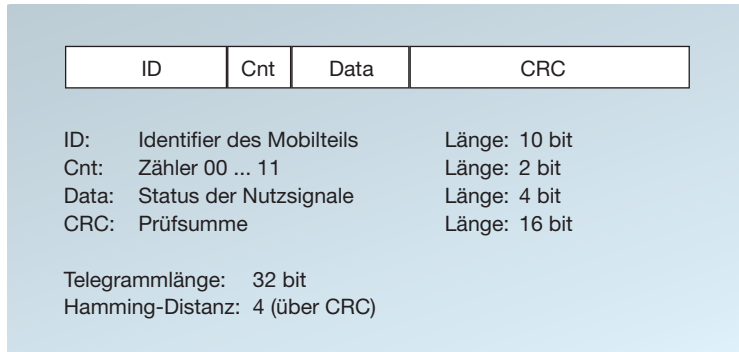 ID Cnt Data CRC
ID: Identifier des Mobilteils Länge: 10 bit
Cnt: Zähler 00 ... 11 Länge: 2 bit
Data: Status der Nutzsignale Länge: 4 bit
CRC: Prüfsumme Länge: 16 bit
Telegrammlänge: 32 bit
Hamming-Distanz: 4 (über CRC)